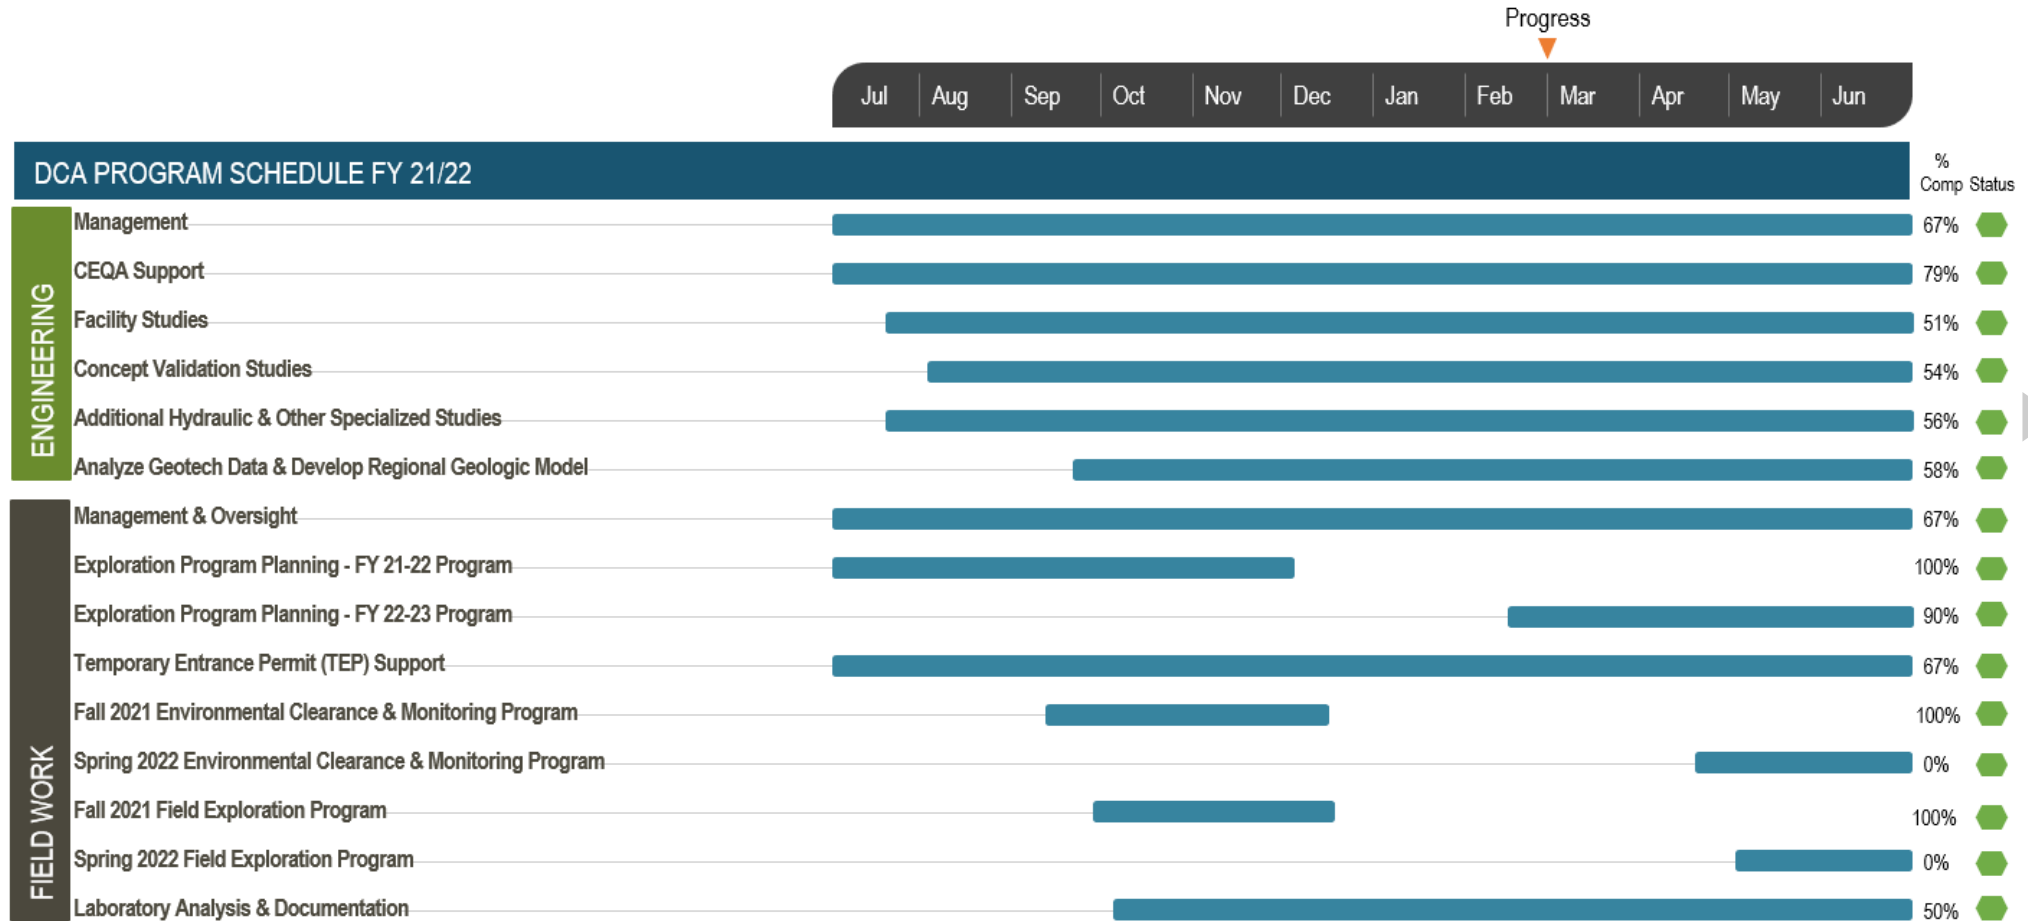 Progress
Jul Aug Sep Oct Nov Dec Jan Feb Mar Apr May Jun
DCA PROGRAM SCHEDULE FY 21/22
%
Comp Status
ENGINEERING
Management 67%
CEQA Support 79%
Facility Studies 51%
Concept Validation Studies 54%
Additional Hydraulic & Other Specialized Studies 56%
Analyze Geotech Data & Develop Regional Geologic Model 58%
FIELD WORK
Management & Oversight 67%
Exploration Program Planning - FY 21-22 Program 100%
Exploration Program Planning - FY 22-23 Program 90%
Temporary Entrance Permit (TEP) Support 67%
Fall 2021 Environmental Clearance & Monitoring Program 100%
Spring 2022 Environmental Clearance & Monitoring Program 0%
Fall 2021 Field Exploration Program 100%
Spring 2022 Field Exploration Program 0%
Laboratory Analysis & Documentation 50%